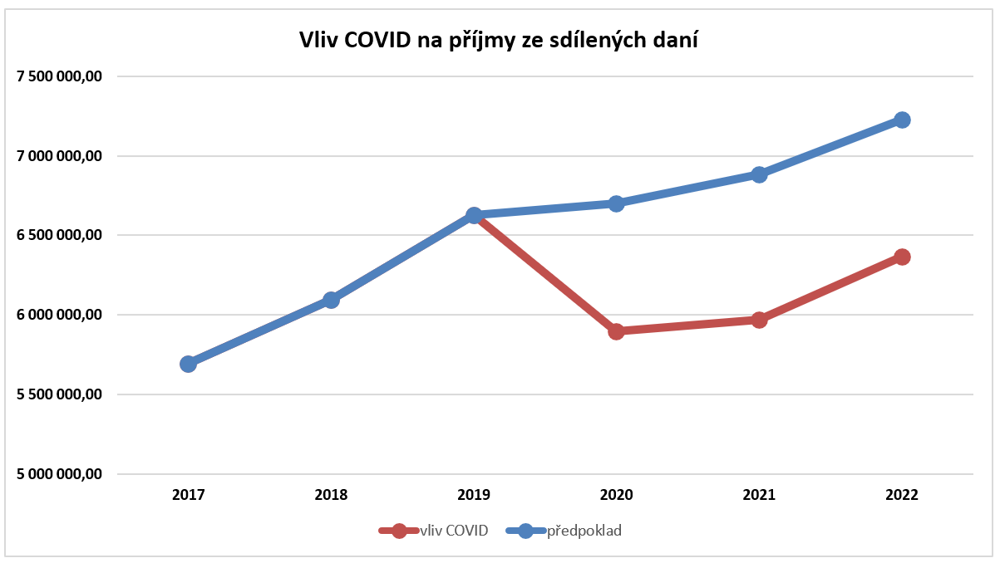 Vliv COVID na příjmy ze sdílených daní
7 500 000,00
7 000 000,00
6 500 000,00
6 000 000,00
5 500 000,00
5 000 000,00
2017 2018 2019 2020 2021 2022
vliv COVID předpoklad